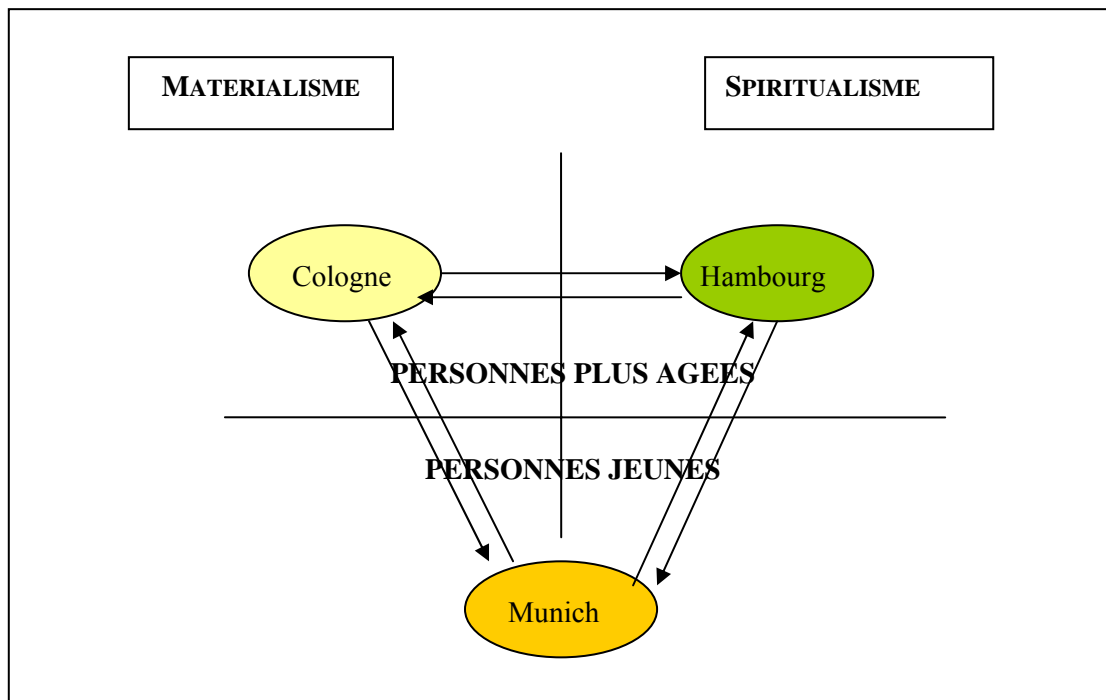 MATERIALISME
SPIRITUALISME
Cologne
Hambourg
PERSONNES PLUS AGEES
PERSONNES JEUNES
Munich